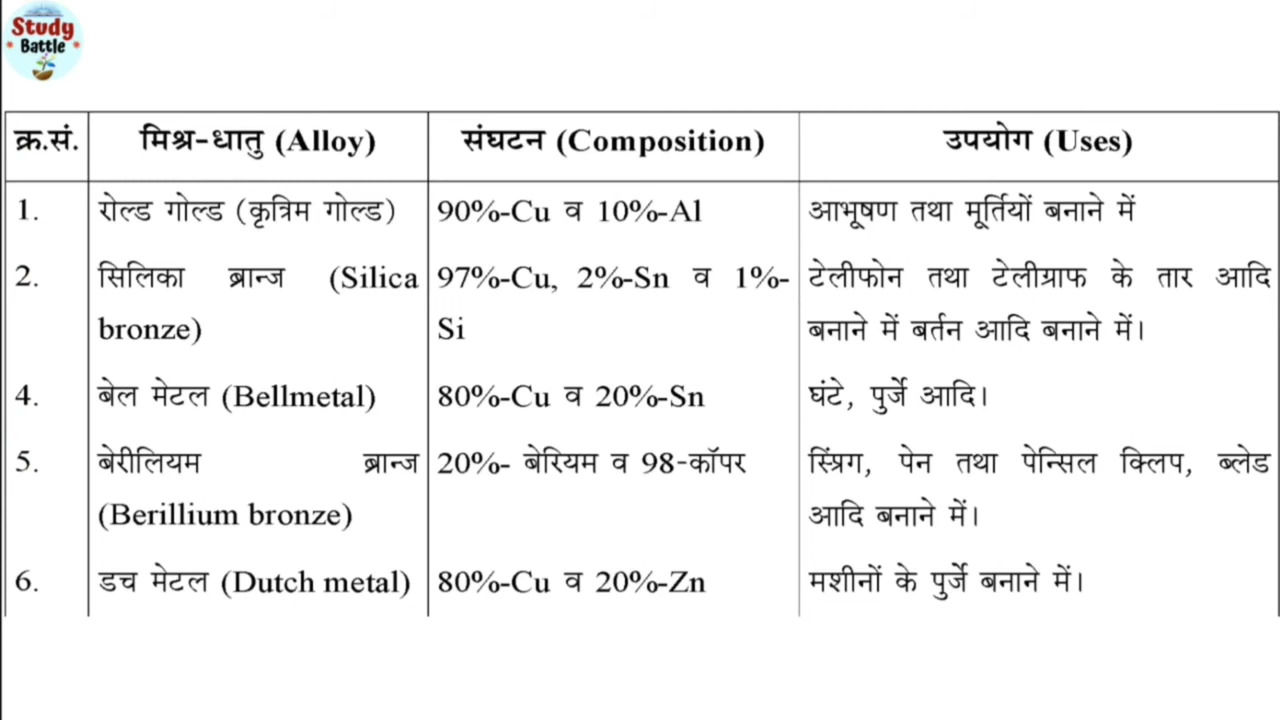 Study
Battle
क्र.सं. मिश्र-धातु (Alloy) संघटन (Composition) उपयोग (Uses)
1. रोल्ड गोल्ड (कृत्रिम गोल्ड) 90%-Cu व 10%-Al आभूषण तथा मूर्तियों बनाने में
2. सिलिका ब्रान्ज (Silica 97%-Cu, 2%-Sn व 1%- टेलीफोन तथा टेलीग्राफ के तार आदि
bronze) Si बनाने में बर्तन आदि बनाने में।
4. बेल मेटल (Bellmetal) 80%-Cu व 20%-Sn घंटे, पुर्जे आदि।
5. बेरीलियम ब्रान्ज 20%- बेरियम व 98-कॉपर स्प्रिंग, पेन तथा पेन्सिल क्लिप, ब्लेड
(Berillium bronze) आदि बनाने में।
6. डच मेटल (Dutch metal) 80%-Cu व 20%-Zn मशीनों के पुर्जे बनाने में।